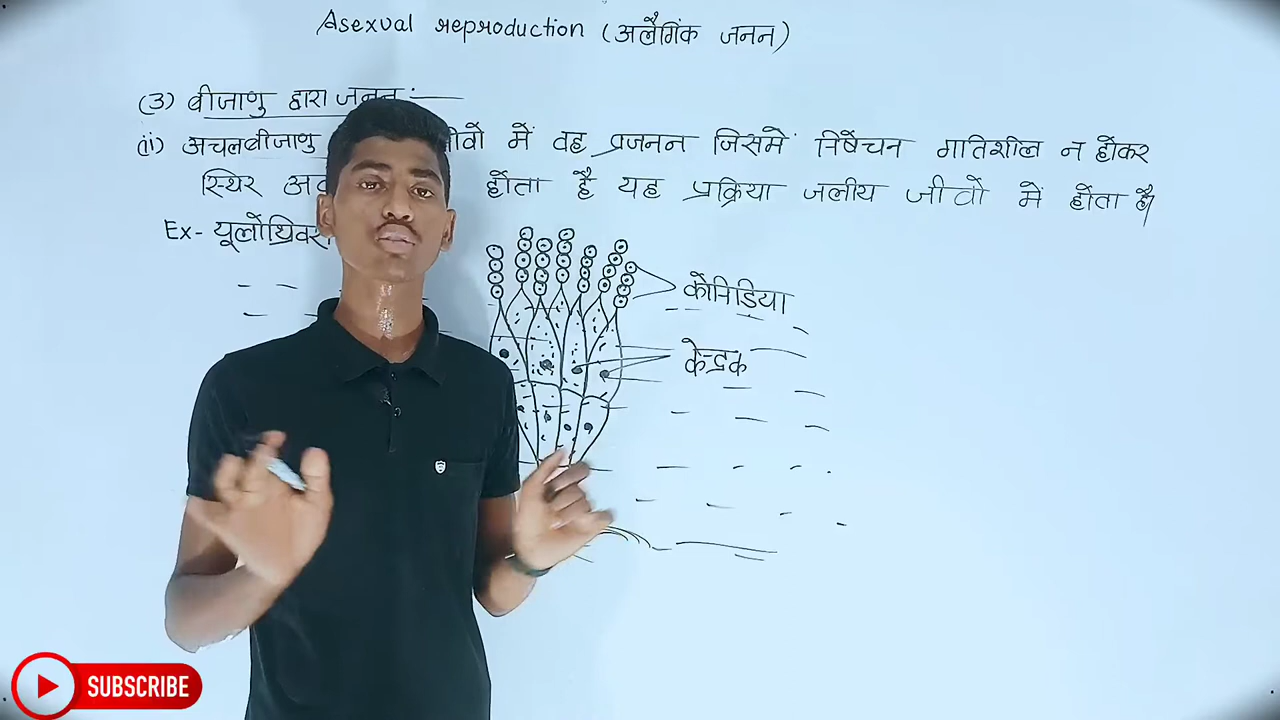 Asexual reproduction (अलैगिंक जनन)
(3) बीजाणु द्वारा जनन :—
(ii) अचलबीजाणु में वह प्रजनन जिसमें निषेचन गतिशील न होकर
स्थिर होता है यह प्रक्रिया जलीय जीवों में होता है।
Ex- यूलोथ्रिक्स
कोनिडिया
केन्द्रक
SUBSCRIBE